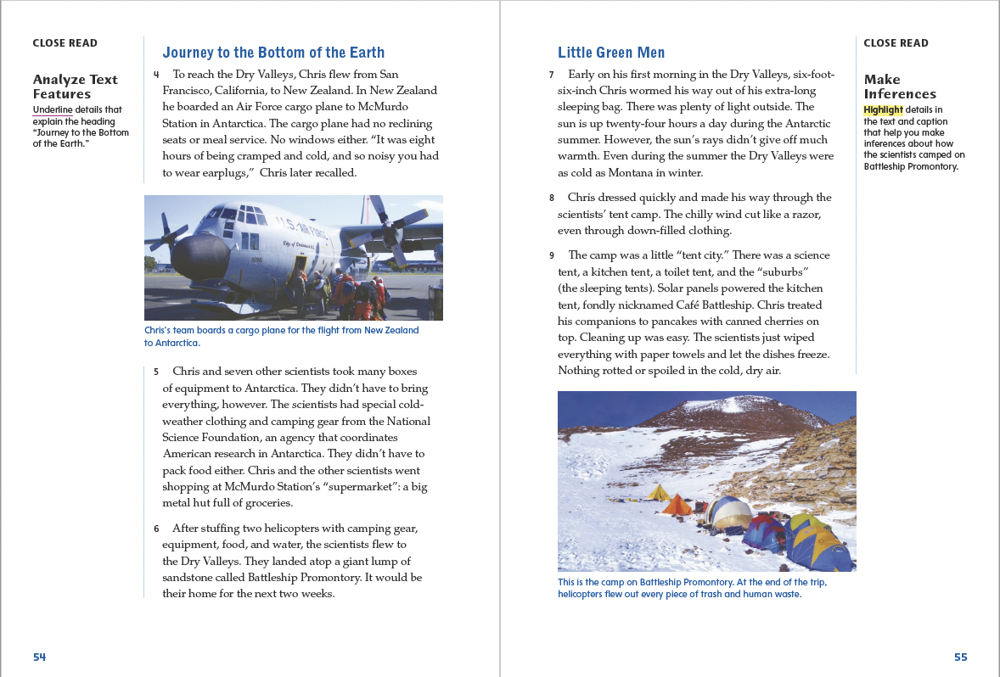 CLOSE READ
Analyze Text
Features
Underline details that
explain the heading
“Journey to the Bottom
of the Earth.”
Journey to the Bottom of the Earth
4 To reach the Dry Valleys, Chris flew from San
Francisco, California, to New Zealand. In New Zealand
he boarded an Air Force cargo plane to McMurdo
Station in Antarctica. The cargo plane had no reclining
seats or meal service. No windows either. “It was eight
hours of being cramped and cold, and so noisy you had
to wear earplugs,” Chris later recalled.
U.S. AIR FORCE
Chris’s team boards a cargo plane for the flight from New Zealand
to Antarctica.
5 Chris and seven other scientists took many boxes
of equipment to Antarctica. They didn’t have to bring
everything, however. The scientists had special cold-
weather clothing and camping gear from the National
Science Foundation, an agency that coordinates
American research in Antarctica. They didn’t have to
pack food either. Chris and the other scientists went
shopping at McMurdo Station’s “supermarket”: a big
metal hut full of groceries.
6 After stuffing two helicopters with camping gear,
equipment, food, and water, the scientists flew to
the Dry Valleys. They landed atop a giant lump of
sandstone called Battleship Promontory. It would be
their home for the next two weeks.
54
Little Green Men
7 Early on his first morning in the Dry Valleys, six-foot-
six-inch Chris wormed his way out of his extra-long
sleeping bag. There was plenty of light outside. The
sun is up twenty-four hours a day during the Antarctic
summer. However, the sun’s rays didn’t give off much
warmth. Even during the summer the Dry Valleys were
as cold as Montana in winter.
8 Chris dressed quickly and made his way through the
scientists’ tent camp. The chilly wind cut like a razor,
even through down-filled clothing.
9 The camp was a little “tent city.” There was a science
tent, a kitchen tent, a toilet tent, and the “suburbs”
(the sleeping tents). Solar panels powered the kitchen
tent, fondly nicknamed Café Battleship. Chris treated
his companions to pancakes with canned cherries on
top. Cleaning up was easy. The scientists just wiped
everything with paper towels and let the dishes freeze.
Nothing rotted or spoiled in the cold, dry air.
This is the camp on Battleship Promontory. At the end of the trip,
helicopters flew out every piece of trash and human waste.
CLOSE READ
Make
Inferences
Highlight details in
the text and caption
that help you make
inferences about how
the scientists camped on
Battleship Promontory.
55